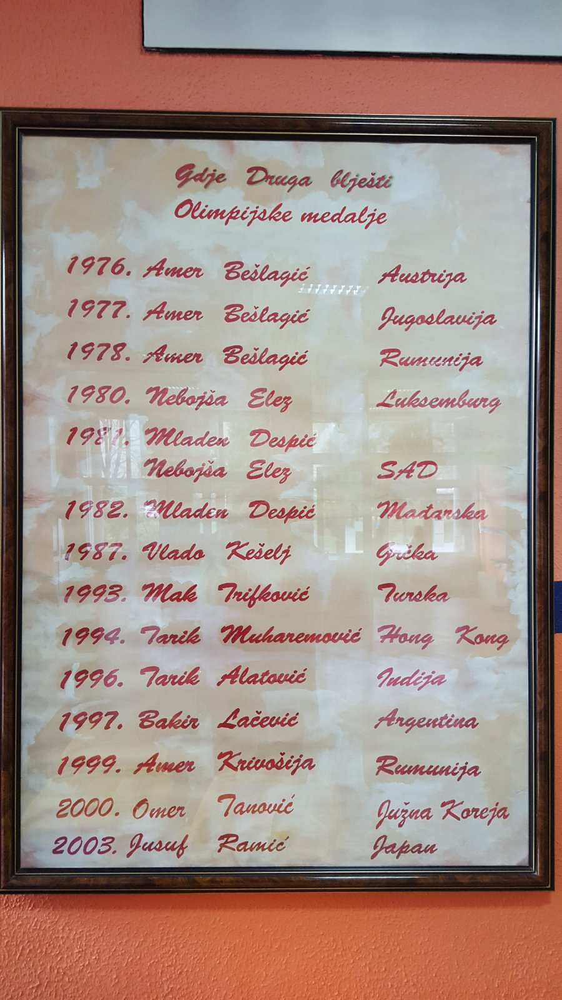 Gdje Druga blješti
Olimpijske medalje
1976. Amer Bešlagić Austrija
1977. Amer Bešlagić Jugoslavija
1978. Amer Bešlagić Rumunija
1980. Nebojša Elez Luksemburg
1981. Mladen Despić
Nebojša Elez SAD
1982. Mladen Despić Mađarska
1987. Vlado Kešelj Grčka
1993. Mak Trifković Turska
1994. Tarik Muharemović Hong Kong
1996. Tarik Alatović Indija
1997. Bakir Lačević Argentina
1999. Amer Krivošija Rumunija
2000. Omer Tanović Južna Koreja
2003. Jusuf Ramić Japan